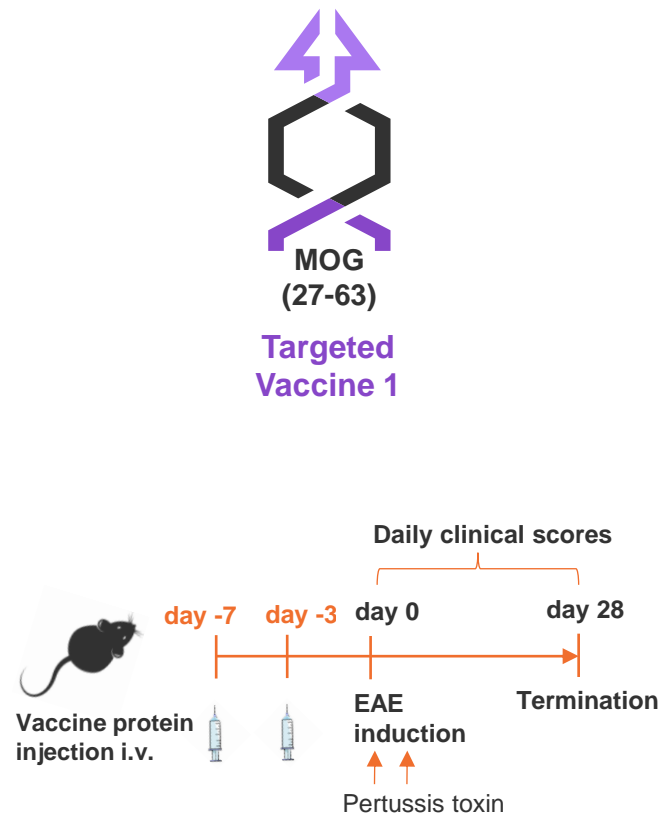 MOG
(27-63)
Targeted
Vaccine 1
Daily clinical scores
day -7 day -3 day 0 day 28
Vaccine protein
injection i.v.
EAE
induction
Termination
Pertussis toxin